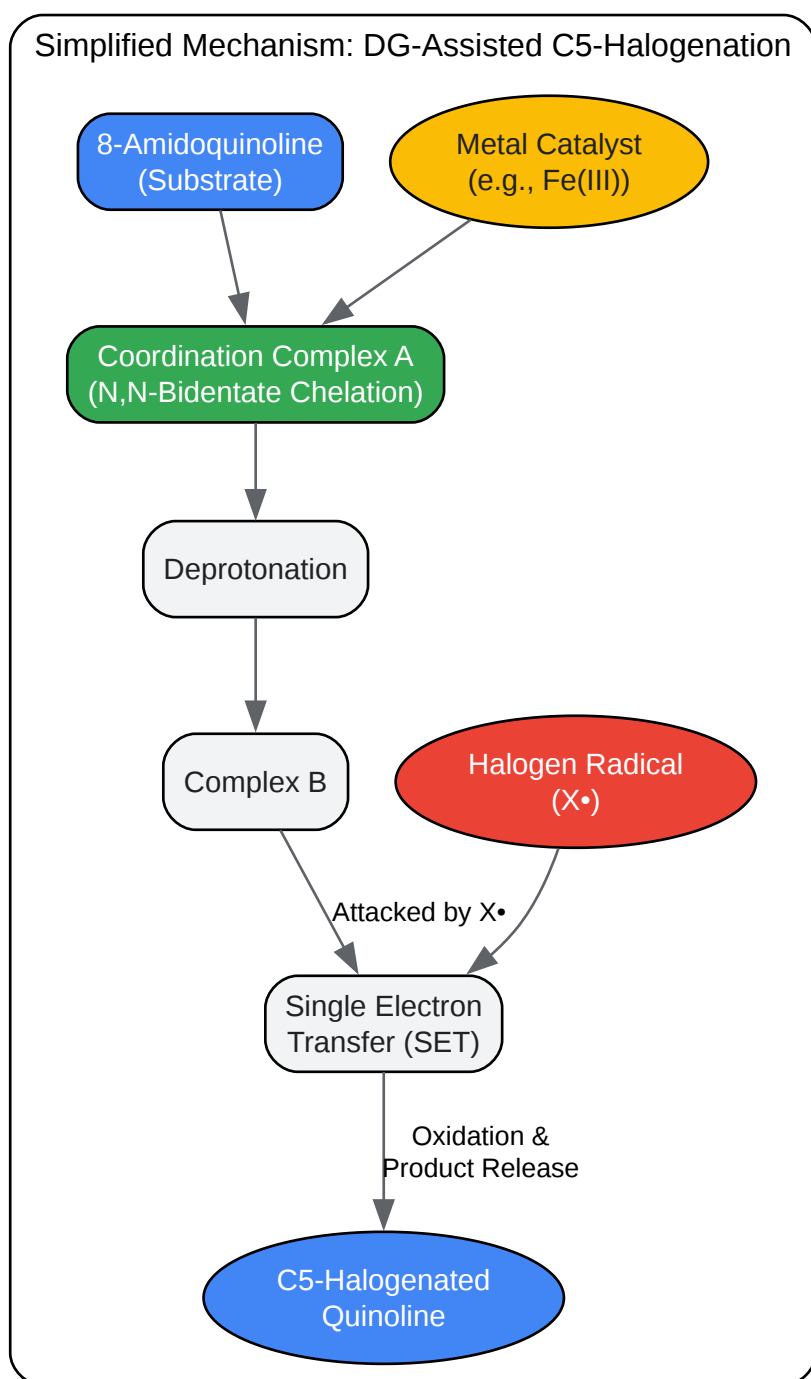 Simplified Mechanism: DG-Assisted C5-Halogenation
8-Amidoquinoline
(Substrate)
Metal Catalyst
(e.g., Fe(III))
Coordination Complex A
(N,N-Bidentate Chelation)
Deprotonation
Complex B
Halogen Radical
(X•)
Attacked by X•
Single Electron
Transfer (SET)
Oxidation &
Product Release
C5-Halogenated
Quinoline